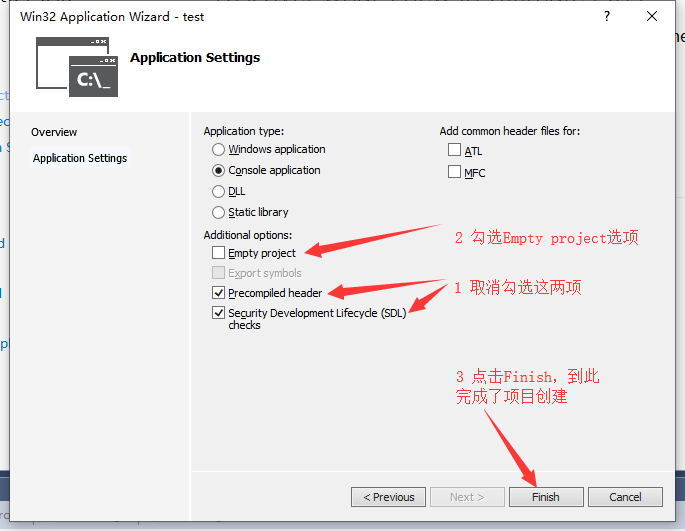 Win32 Application Wizard - test
?
C:\_
Application Settings
Overview
Application Settings
Application type:
Windows application
Console application
DLL
Static library
Additional options:
Empty project
Export symbols
Precompiled header
Security Development Lifecycle (SDL)
checks
Add common header files for:
ATL
MFC
2 勾选Empty project选项
1 取消勾选这两项
3 点击Finish，到此
完成了项目创建
< Previous
Next >
Finish
Cancel